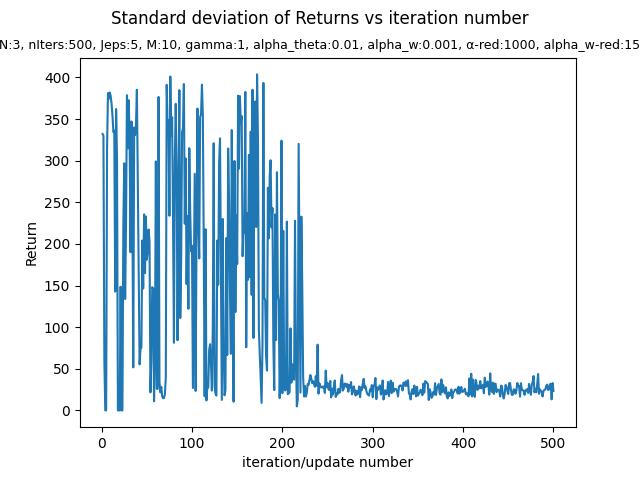 Standard deviation of Returns vs iteration number
N:3, nIters:500, Jeps:5, M:10, gamma:1, alpha_theta:0.01, alpha_w:0.001, α-red:1000, alpha_w-red:15
400
350
300
250
200
150
100
50
0
Return
0 100 200 300 400 500
iteration/update number